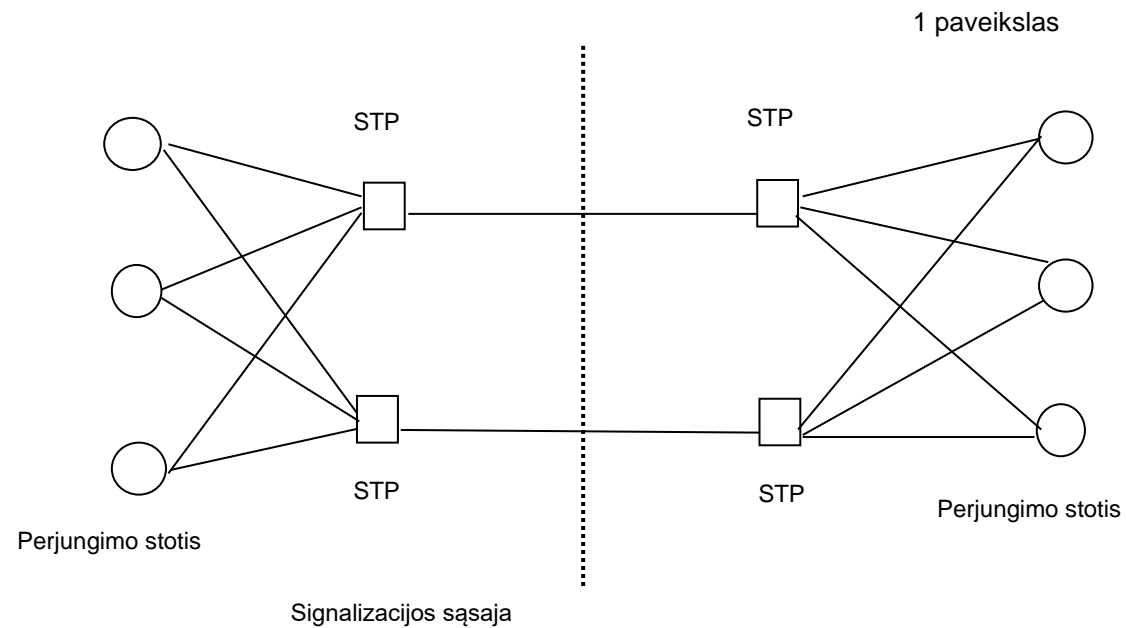 1 paveikslas
STP
STP
STP
STP
Perjungimo stotis
Perjungimo stotis
Signalizacijos sąsaja